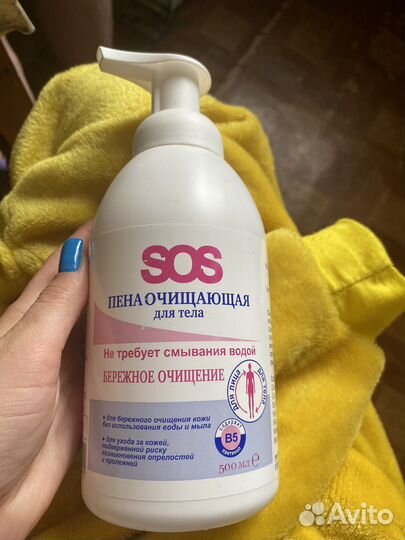 SOS
ПЕНА ОЧИЩАЮЩАЯ
для тела
Не требует смывания водой
БЕРЕЖНОЕ ОЧИЩЕНИЕ
для лица
для тела
• для бережного очищения кожи
без использования воды и мыла
• для ухода за кожей,
подверженной риску
возникновения опрелостей
и пролежней
СОДЕРЖИТ
B5
500 мл e
Avito